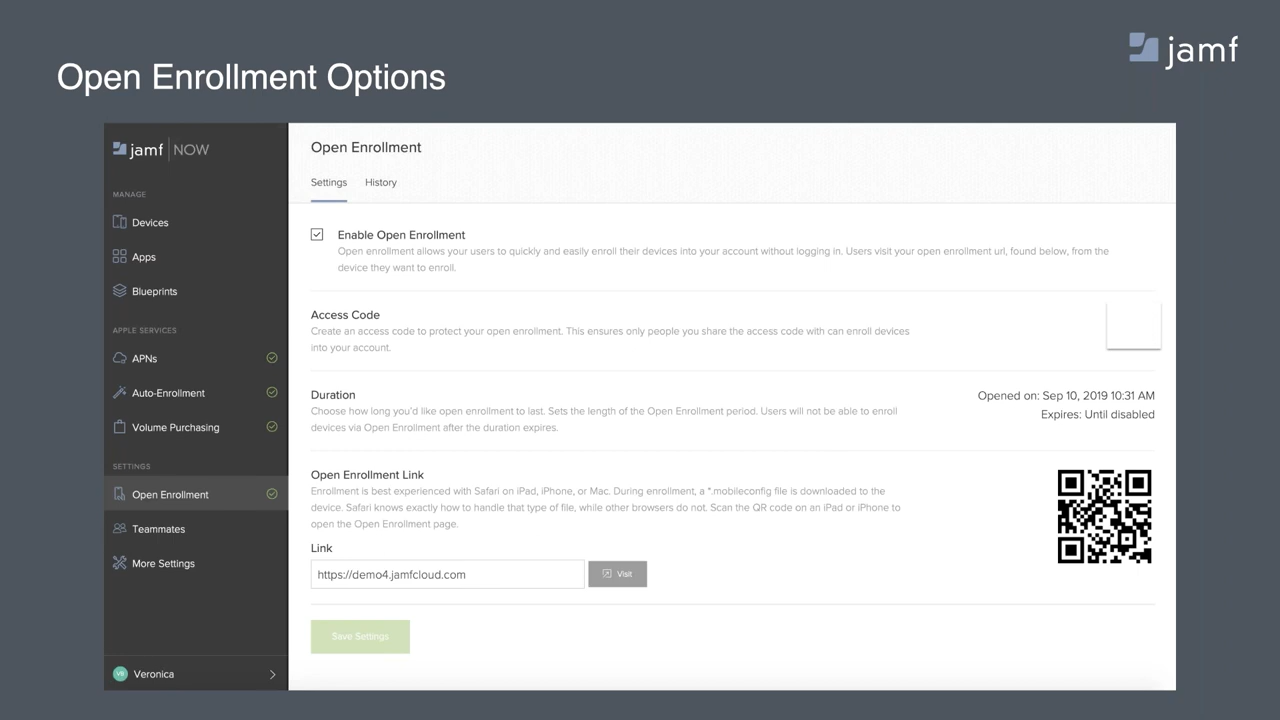 jamf
Open Enrollment Options
jamf NOW
MANAGE
Devices
Apps
Blueprints
APPLE SERVICES
APNs
Auto-Enrollment
Volume Purchasing
SETTINGS
Open Enrollment
Teammates
More Settings
VB Veronica
Open Enrollment
Settings History
Enable Open Enrollment
Open enrollment allows your users to quickly and easily enroll their devices into your account without logging in. Users visit your open enrollment url, found below, from the
device they want to enroll.
Access Code
Create an access code to protect your open enrollment. This ensures only people you share the access code with can enroll devices
into your account.
Duration
Choose how long you'd like open enrollment to last. Sets the length of the Open Enrollment period. Users will not be able to enroll
devices via Open Enrollment after the duration expires.
Opened on: Sep 10, 2019 10:31 AM
Expires: Until disabled
Open Enrollment Link
Enrollment is best experienced with Safari on iPad, iPhone, or Mac. During enrollment, a *.mobileconfig file is downloaded to the
device. Safari knows exactly how to handle that type of file, while other browsers do not. Scan the QR code on an iPad or iPhone to
open the Open Enrollment page.
Link
https://demo4.jamfcloud.com
Visit
Save Settings